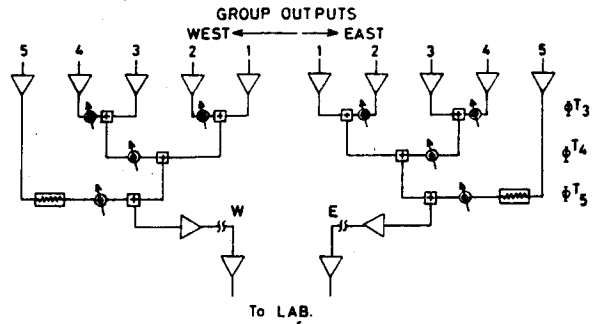 GROUP OUTPUTS
WEST EAST
5 4 3 2 1 1 2 3 4 5
ΦT3
ΦT4
ΦT5
W E
To LAB.